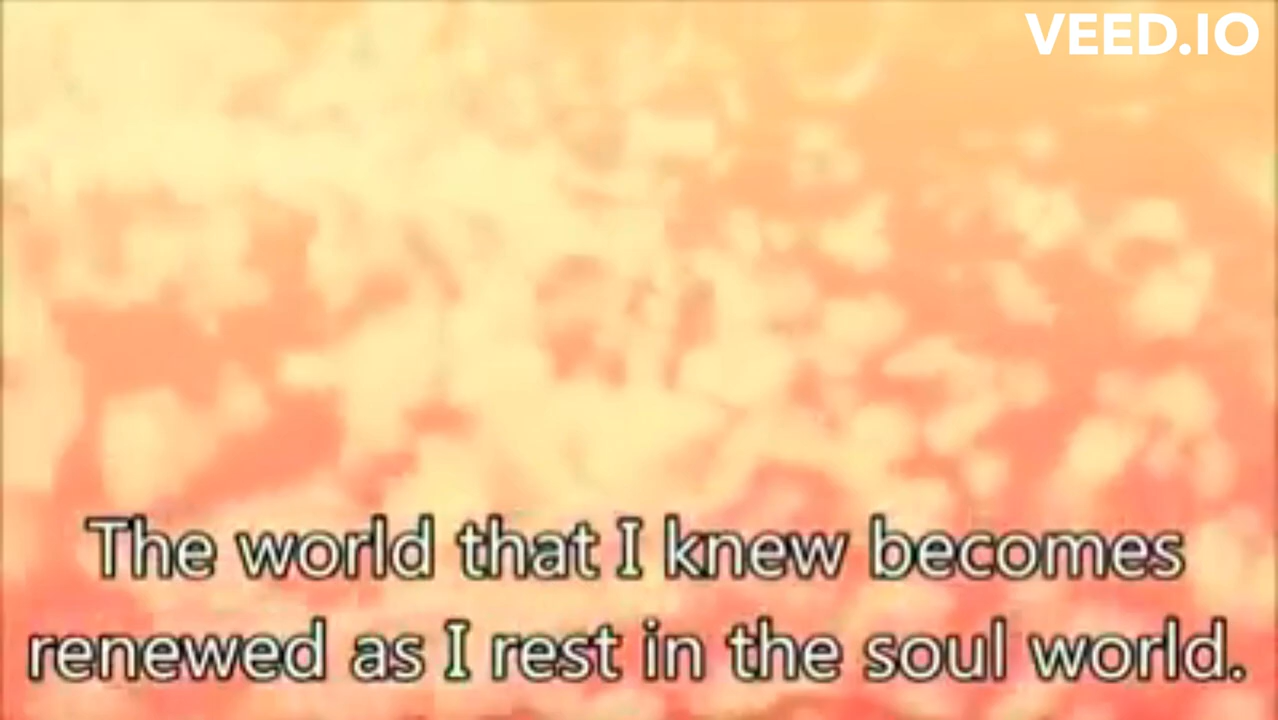 VEED.IO
The world that I knew becomes
renewed as I rest in the soul world.